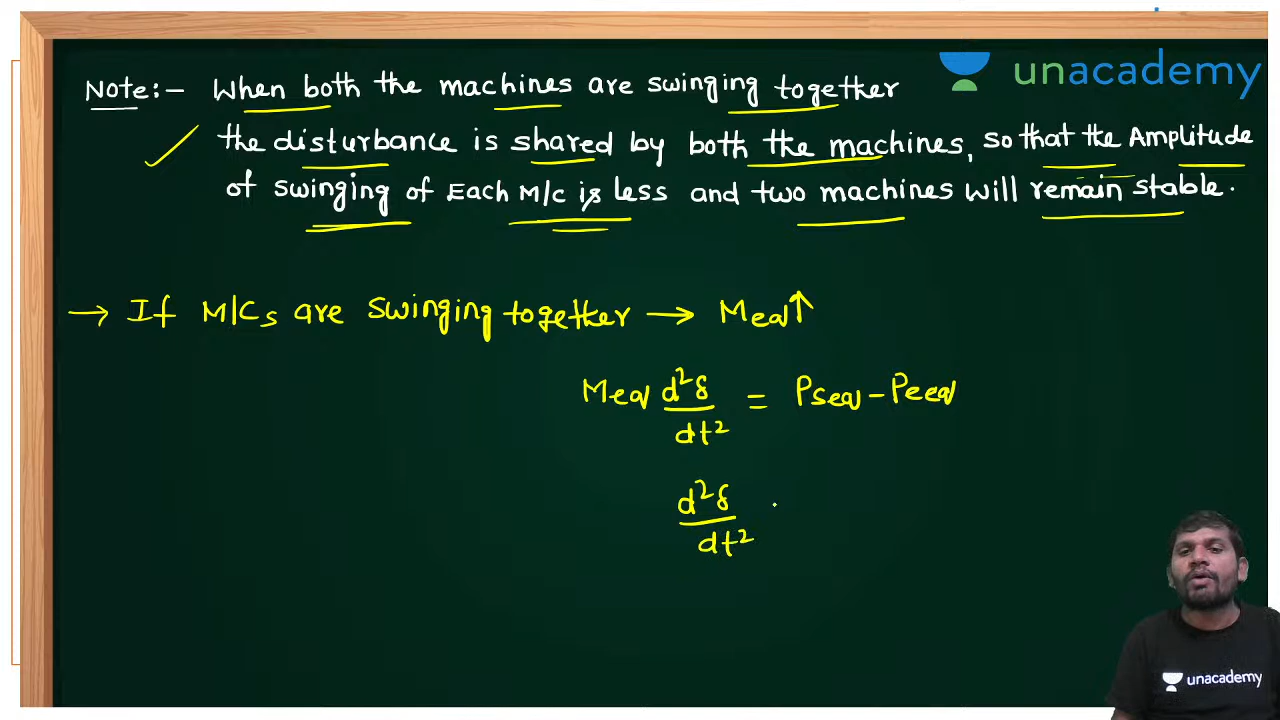 Note:- When both the machines are swinging together
the disturbance is shared by both the machines, so that the Amplitude
of swinging of Each M/c is less and two machines will remain stable.
unacademy
→ If M/Cs are swinging together → Meq↑
Meq d²δ/dt² = Pseq - Peeq
d²δ/dt²
unacademy